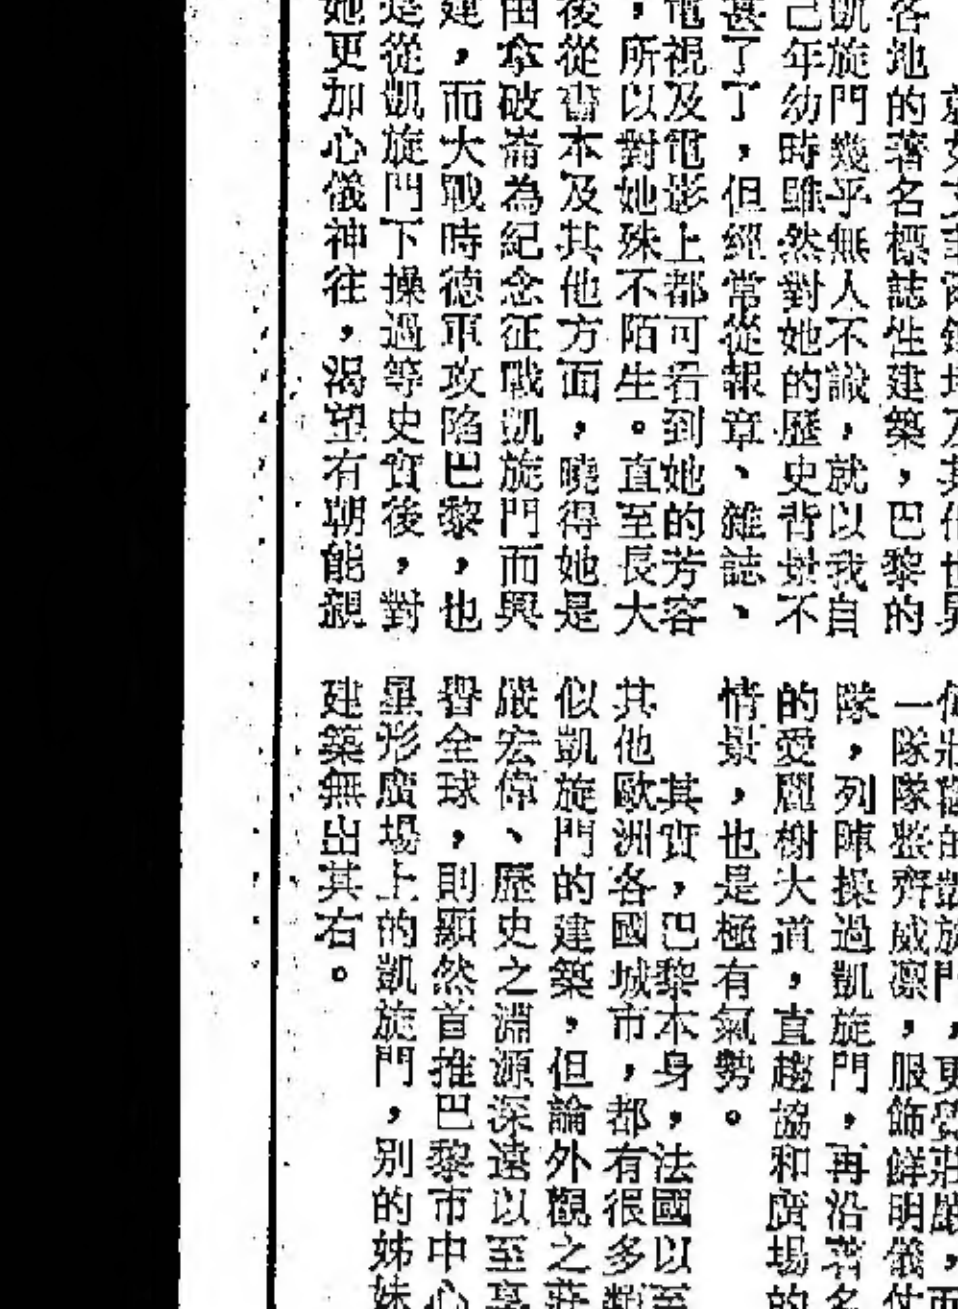 各地的著名標誌性建築，巴黎的
凱旋門幾乎無人不識，就以我自
己年幼時雖然對她的歷史背景不
甚了了，但經常從報章、雜誌、
電視及電影上都可看到她的芳容
，所以對她殊不陌生。直至長大
後從書本及其他方面，曉得她是
由拿破崙為紀念征戰凱旋門而興
建，而大戰時德軍攻陷巴黎，也
是從凱旋門下操過等史實後，對
她更加心儀神往，渴望有朝能親
一隊隊整齊威凛，服飾鮮明儀仗
隊，列陣操過凱旋門，再沿著名
的愛麗榭大道，直趨協和廣場的
情景，也是極有氣勢。
其實，巴黎本身，法國以至
其他歐洲各國城市，都有很多類
似凱旋門的建築，但論外觀之莊
嚴宏偉、歷史之淵源深遠以至享
譽全球，則顯然首推巴黎市中心
星形廣場上的凱旋門，別的姊妹
建築無出其右。